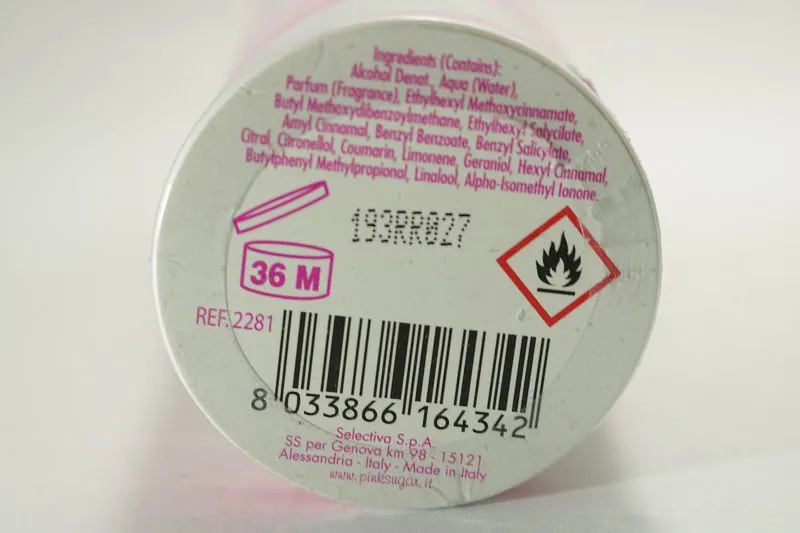 Ingredients (Contains):
Alcohol Denat., Aqua (Water),
Parfum (Fragrance), Ethylhexyl Methoxycinnamate,
Butyl Methoxydibenzoylmethane, Ethylhexyl Salycilate,
Amyl Cinnamal, Benzyl Benzoate, Benzyl Salicylate,
Citral, Citronellol, Coumarin, Limonene, Geraniol, Hexyl Cinnamal,
Butylphenyl Methylpropional, Linalool, Alpha-Isomethyl Ionone.
193RR027
36 M
REF. 2281
8 033866 164342
Selectiva S.p.A.
SS per Genova km 98 - 15121
Alessandria - Italy - Made in Italy
www.pinksugar.it